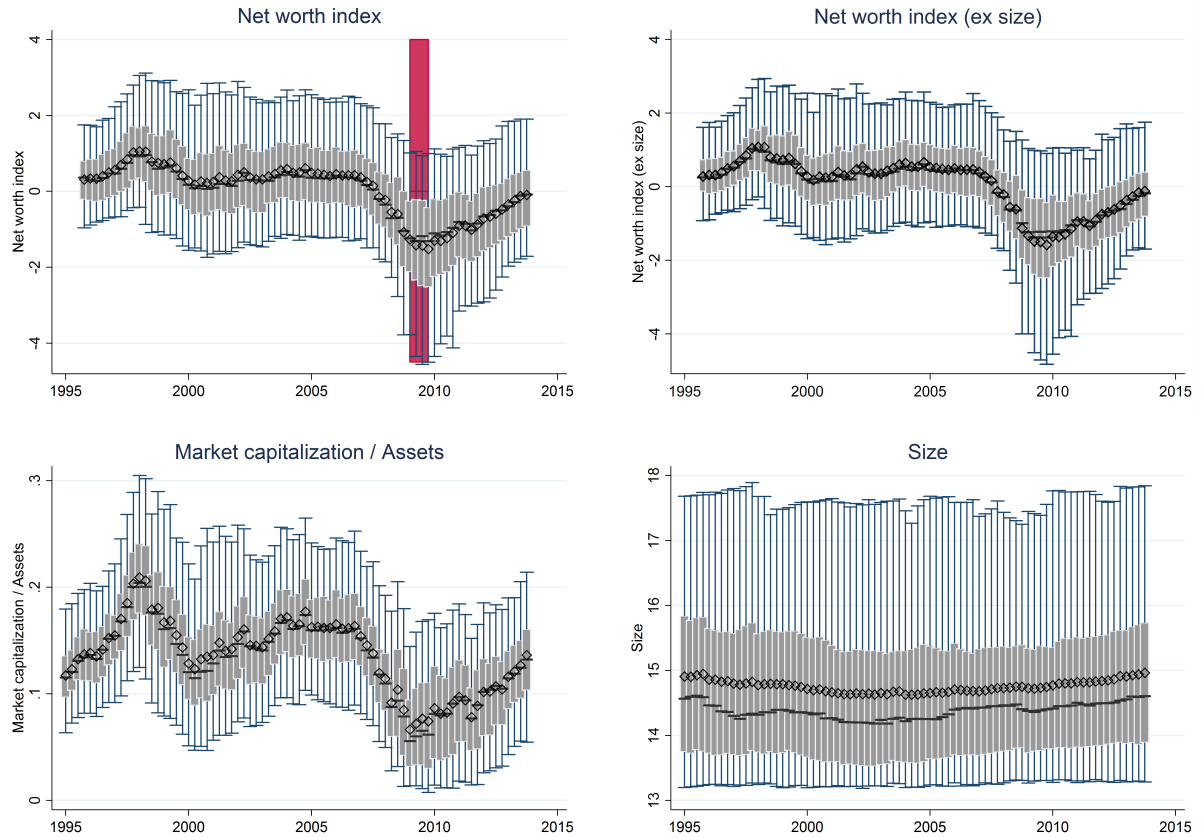 Net worth index
Net worth index
4
2
0
-2
-4
1995 2000 2005 2010 2015
Net worth index (ex size)
Net worth index (ex size)
4
2
0
-2
-4
1995 2000 2005 2010 2015
Market capitalization / Assets
Market capitalization / Assets
.3
.2
.1
0
1995 2000 2005 2010 2015
Size
Size
18
17
16
15
14
13
1995 2000 2005 2010 2015